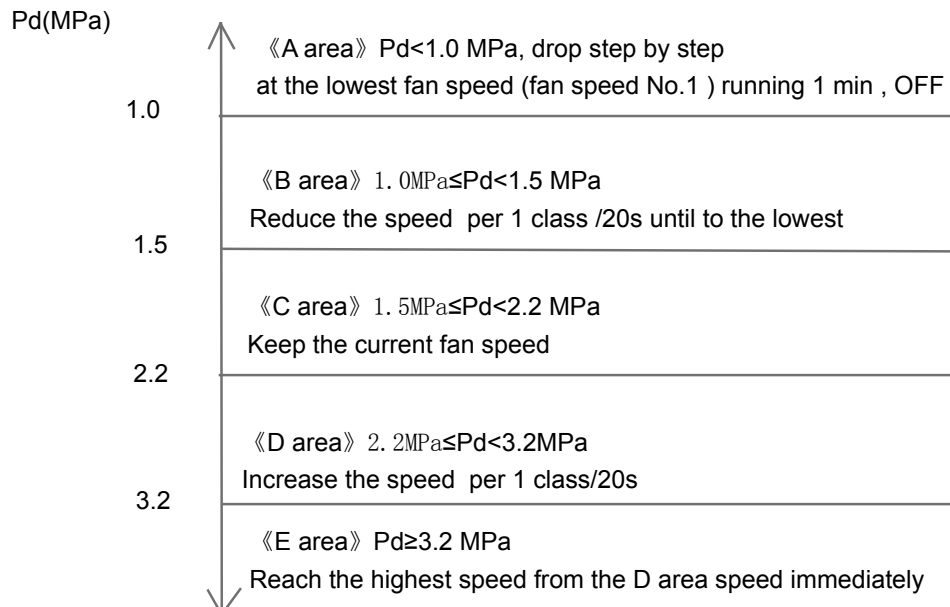 Pd(MPa)
《A area》Pd<1.0 MPa, drop step by step
at the lowest fan speed (fan speed No.1 ) running 1 min , OFF
1.0
《B area》1.0MPa≤Pd<1.5 MPa
Reduce the speed per 1 class /20s until to the lowest
1.5
《C area》1.5MPa≤Pd<2.2 MPa
Keep the current fan speed
2.2
《D area》2.2MPa≤Pd<3.2MPa
Increase the speed per 1 class/20s
3.2
《E area》Pd≥3.2 MPa
Reach the highest speed from the D area speed immediately